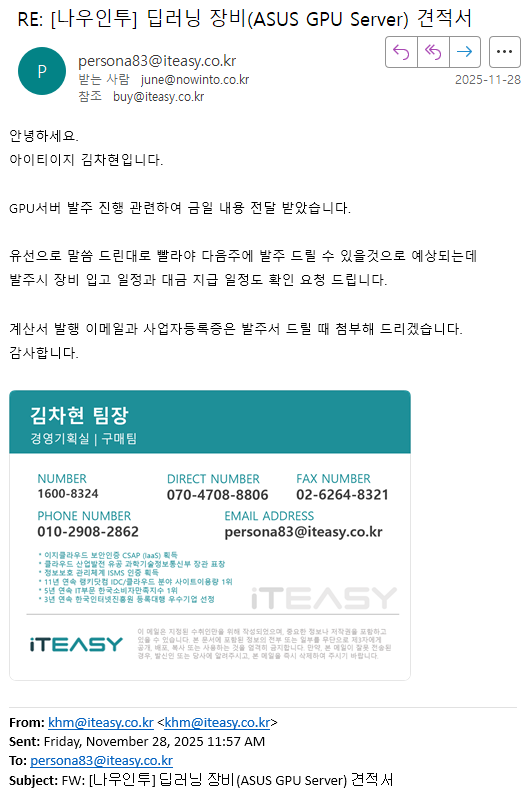 RE: [나우인투] 딥러닝 장비(ASUS GPU Server) 견적서
P
persona83@iteasy.co.kr
받는 사람 june@nowinto.co.kr
참조 buy@iteasy.co.kr
2025-11-28
안녕하세요.
아이티이지 김차현입니다.
GPU서버 발주 진행 관련하여 금일 내용 전달 받았습니다.
유선으로 말씀 드린대로 빨라야 다음주에 발주 드릴 수 있을것으로 예상되는데
발주시 장비 입고 일정과 대금 지급 일정도 확인 요청 드립니다.
계산서 발행 이메일과 사업자등록증은 발주서 드릴 때 첨부해 드리겠습니다.
감사합니다.
김차현 팀장
경영기획실 | 구매팀
NUMBER
1600-8324
DIRECT NUMBER
070-4708-8806
FAX NUMBER
02-6264-8321
PHONE NUMBER
010-2908-2862
EMAIL ADDRESS
persona83@iteasy.co.kr
* 이지클라우드 보안인증 CSAP (IaaS) 획득
* 클라우드 산업발전 유공 과학기술정보통신부 장관 표창
* 정보보호 관리체계 ISMS 인증 획득
* 11년 연속 랭키닷컴 IDC/클라우드 분야 사이트이용량 1위
* 5년 연속 IT부문 한국소비자만족지수 1위
* 3년 연속 한국인터넷진흥원 등록대행 우수기업 선정
iTEASY
iTEASY
이 메일은 지정된 수취인만을 위해 작성되었으며, 중요한 정보나 저작권을 포함하고
있을 수 있습니다. 본 문서에 포함된 정보의 전부 또는 일부를 무단으로 제3자에게
공개, 배포, 복사 또는 사용하는 것을 엄격히 금지합니다. 만약, 본 메일이 잘못 전송된
경우, 발신인 또는 당사에 알려주시고, 본 메일을 즉시 삭제하여 주시기 바랍니다.
From: khm@iteasy.co.kr <khm@iteasy.co.kr>
Sent: Friday, November 28, 2025 11:57 AM
To: persona83@iteasy.co.kr
Subject: FW: [나우인투] 딥러닝 장비(ASUS GPU Server) 견적서